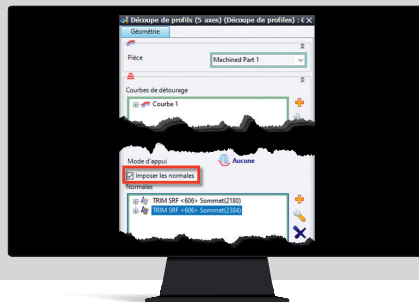 Découpe de profils (5 axes) (Découpe de profiles) : (
Géométrie
Pièce
Machined Part 1
Courbes de détourage
Courbe 1
Mode d'appui
Aucune
Imposer les normales
Normales
TRIM SRF <606> Sommet(2180)
TRIM SRF <606> Sommet(2384)